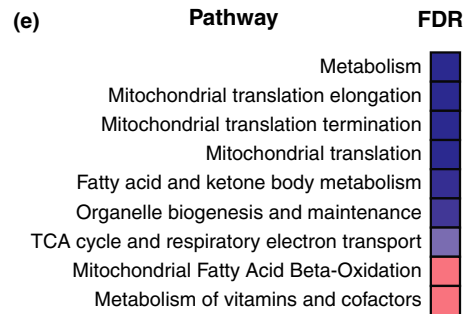 (e) Pathway FDR
Metabolism
Mitochondrial translation elongation
Mitochondrial translation termination
Mitochondrial translation
Fatty acid and ketone body metabolism
Organelle biogenesis and maintenance
TCA cycle and respiratory electron transport
Mitochondrial Fatty Acid Beta-Oxidation
Metabolism of vitamins and cofactors